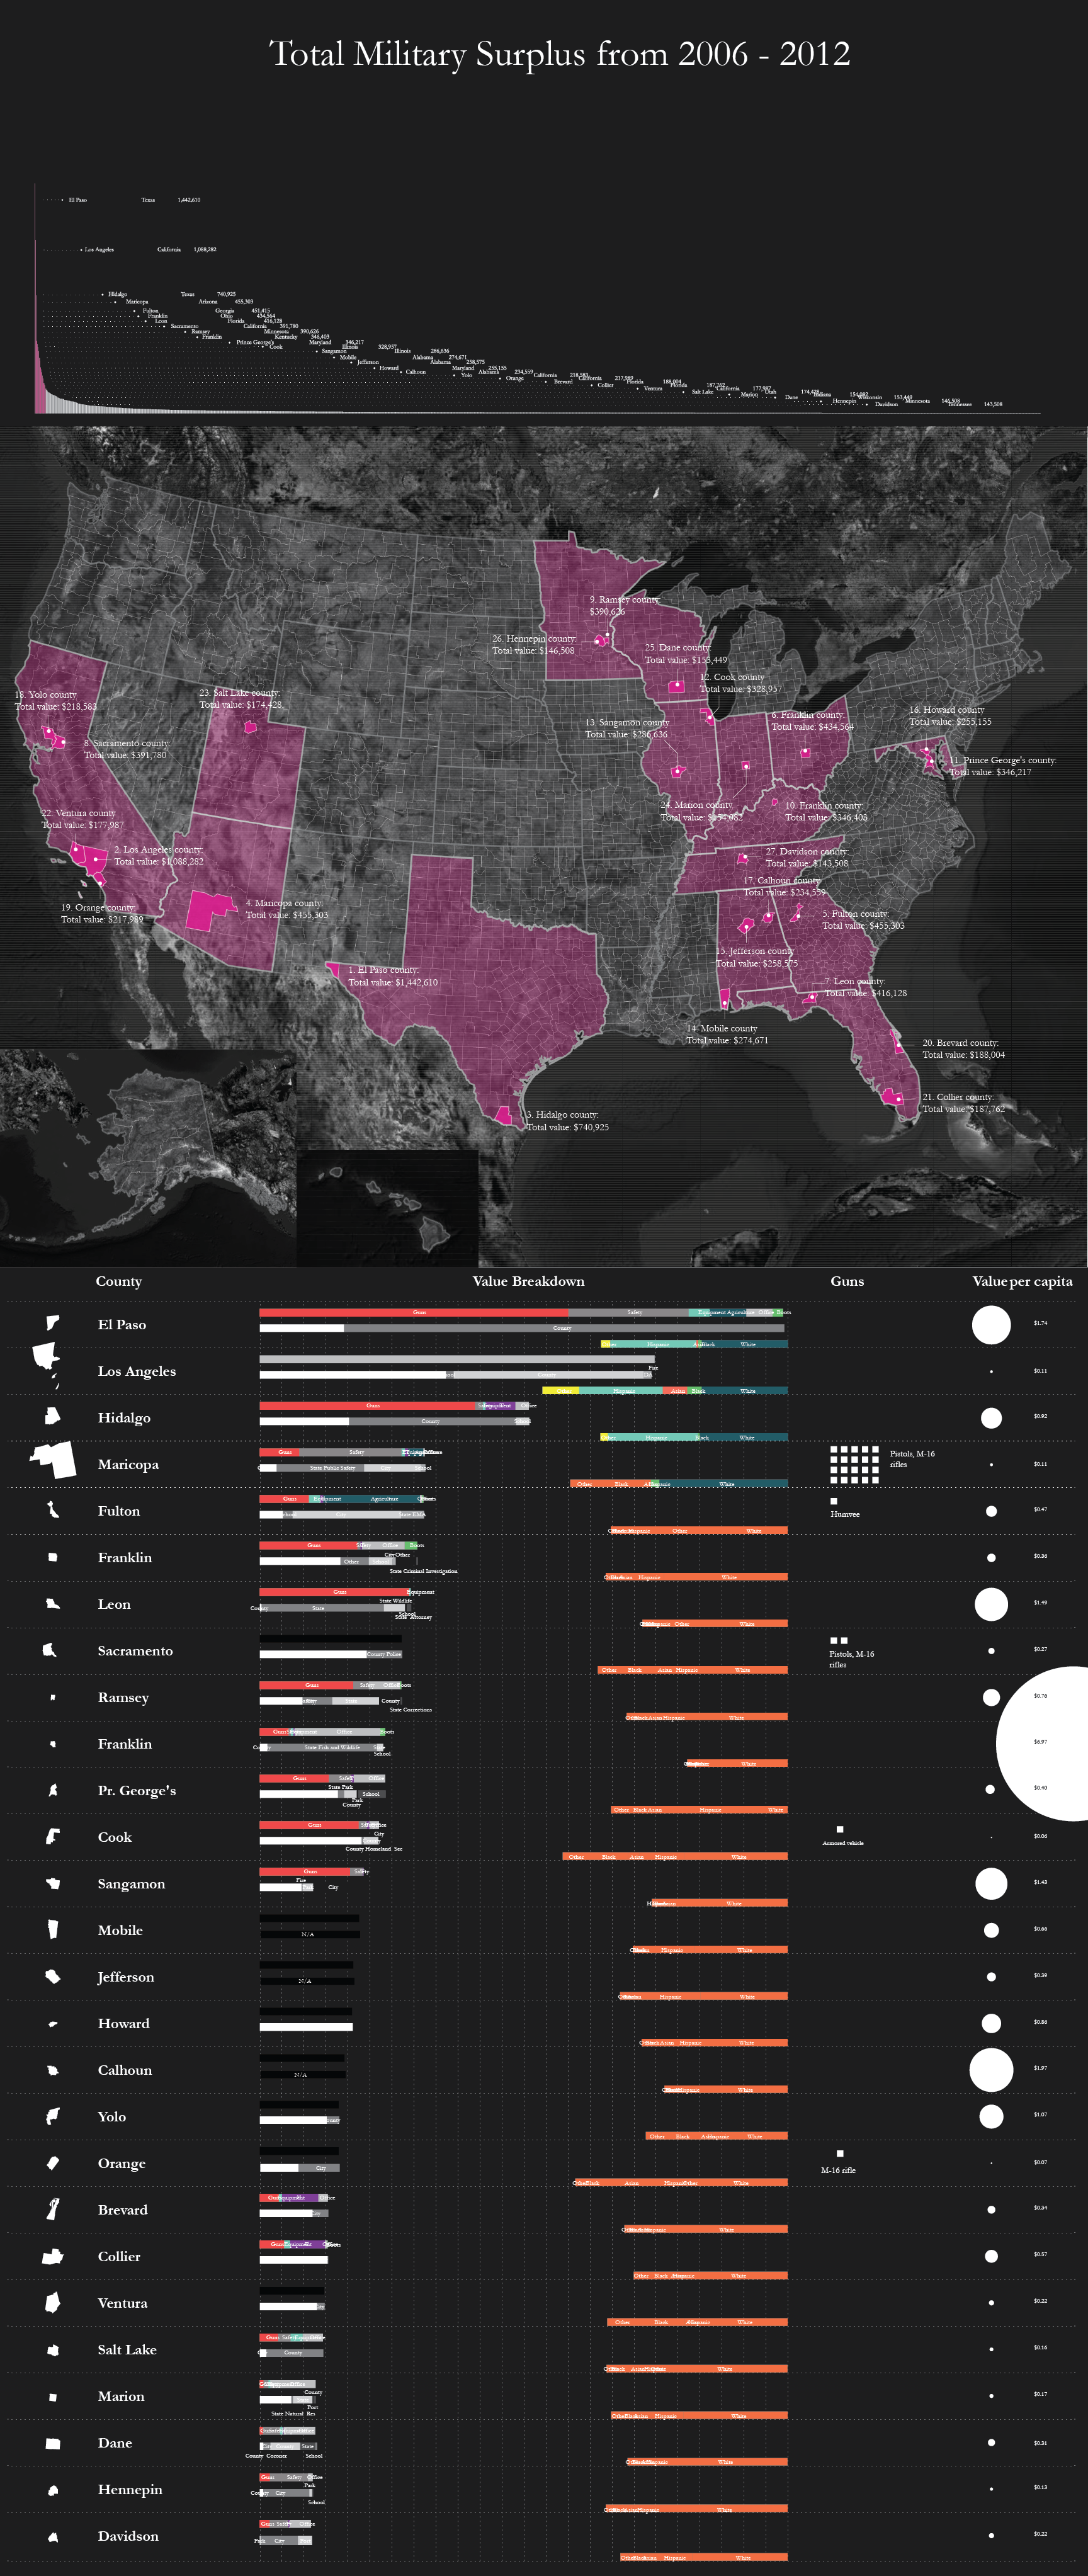 Total Military Surplus from 2006 - 2012
El Paso Texas 1,442,610
Los Angeles California 1,088,282
Hidalgo Texas 740,925
Maricopa Arizona 455,303
Fulton Georgia 451,415
Franklin Ohio 434,564
Leon Florida 416,128
Sacramento California 391,780
Ramsey Minnesota 390,626
Franklin Kentucky 346,403
Prince George's Maryland 346,217
Cook Illinois 328,957
Sangamon Illinois 286,636
Mobile Alabama 274,671
Jefferson Alabama 258,575
Howard Maryland 255,155
Calhoun Alabama 234,559
Yolo California 218,583
Orange California 217,989
Brevard Florida 188,004
Collier Florida 187,762
Ventura California 177,987
Salt Lake Utah 174,428
Marion Indiana 154,082
Dane Wisconsin 153,449
Hennepin Minnesota 146,508
Davidson Tennessee 143,508
9. Ramsey county:
$390,626
26. Hennepin county:
Total value: $146,508
25. Dane county:
Total value: $153,449
12. Cook county:
Total value: $328,957
18. Yolo county
Total value: $218,583
23. Salt Lake county:
Total value: $174,428
8. Sacramento county:
Total value: $391,780
13. Sangamon county
Total value: $286,636
6. Franklin county:
Total value: $434,564
16. Howard county
Total value: $255,155
11. Prince George's county:
Total value: $346,217
22. Ventura county
Total value: $177,987
24. Marion county
Total value: $154,082
10. Franklin county:
Total value: $346,403
2. Los Angeles county:
Total value: $1,088,282
27. Davidson county:
Total value: $143,508
17. Calhoun county:
Total value: $234,559
19. Orange county:
Total value: $217,989
4. Maricopa county:
Total value: $455,303
5. Fulton county:
Total value: $455,303
15. Jefferson county
Total value: $258,575
1. El Paso county:
Total value: $1,442,610
7. Leon county:
Total value: $416,128
14. Mobile county
Total value: $274,671
20. Brevard county:
Total value: $188,004
21. Collier county:
Total value: $187,762
3. Hidalgo county:
Total value: $740,925
County Value Breakdown Guns Value per capita
Guns Safety Equipment Agriculture Office Boots
El Paso County $1.74
Hispanic Black White
Fire
Los Angeles County $0.11
Other Hispanic Asian Black White
Guns Equipment Office
Hidalgo County School $0.92
Other Hispanic Black White
Guns Safety
Maricopa State Public Safety City School Pistols, M-16 rifles $0.11
Other Black Hispanic White
Guns Equipment Agriculture
Fulton School City State EMA Humvee $0.47
Hispanic Other White
Guns Safety Office Boots
City Other
Franklin Other School $0.36
State Criminal Investigation
Hispanic White
Guns Equipment
State Wildlife
Leon County State $1.49
School
State Attorney
Other White
Sacramento County Police Pistols, M-16 rifles $0.27
Other Black Asian Hispanic White
Guns Safety Office Boots
Ramsey State County $0.76
State Corrections
Black Asian Hispanic White
Guns Equipment Office Boots
Franklin County State Fish and Wildlife State $6.97
School
White
Guns Safety Office
State Park
Pr. George's School $0.40
Park
County
Other Black Asian Hispanic White
Guns Safety Office
City
Cook County Armored vehicle $0.06
County Homeland Sec
Other Black Asian Hispanic White
Guns Safety
Fire
Sangamon Park City $1.43
White
Mobile N/A $0.66
Hispanic White
Jefferson N/A $0.39
Hispanic White
Howard $0.86
Black Asian Hispanic White
Calhoun N/A $1.97
Hispanic White
Yolo County $1.07
Other Black Asian Hispanic White
Orange City M-16 rifle $0.07
Other Black Asian Hispanic Other White
Guns Equipment Office
Brevard City $0.34
Hispanic White
Guns Equipment
Collier $0.57
Other Black Hispanic White
Ventura $0.22
Other Black Hispanic White
Guns Safety Equipment Office
Salt Lake County $0.16
Black Asian Hispanic White
Office
County
Marion $0.17
Port
State Natural Res
Other Black Asian Hispanic White
Dane City County State $0.31
County Coroner School
White
Guns Safety Office
Park
Hennepin County City $0.13
School
Black Asian Hispanic White
Guns Safety Office
Davidson Park City $0.22
Other Black Asian Hispanic White